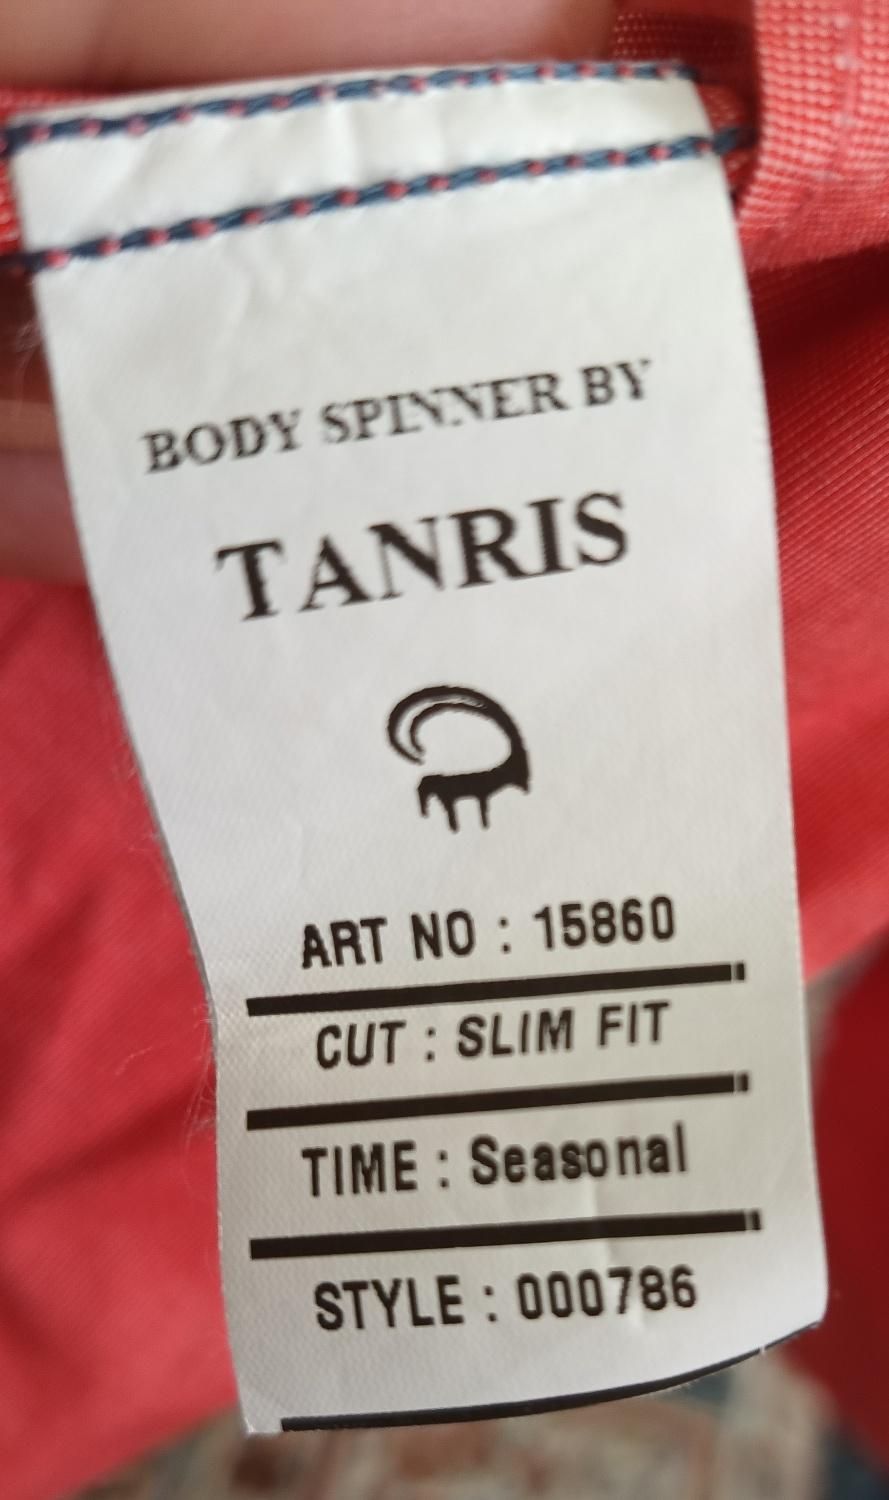 BODY SPINNER BY
TANRIS
ART NO : 15860
CUT : SLIM FIT
TIME : Seasonal
STYLE : 000786